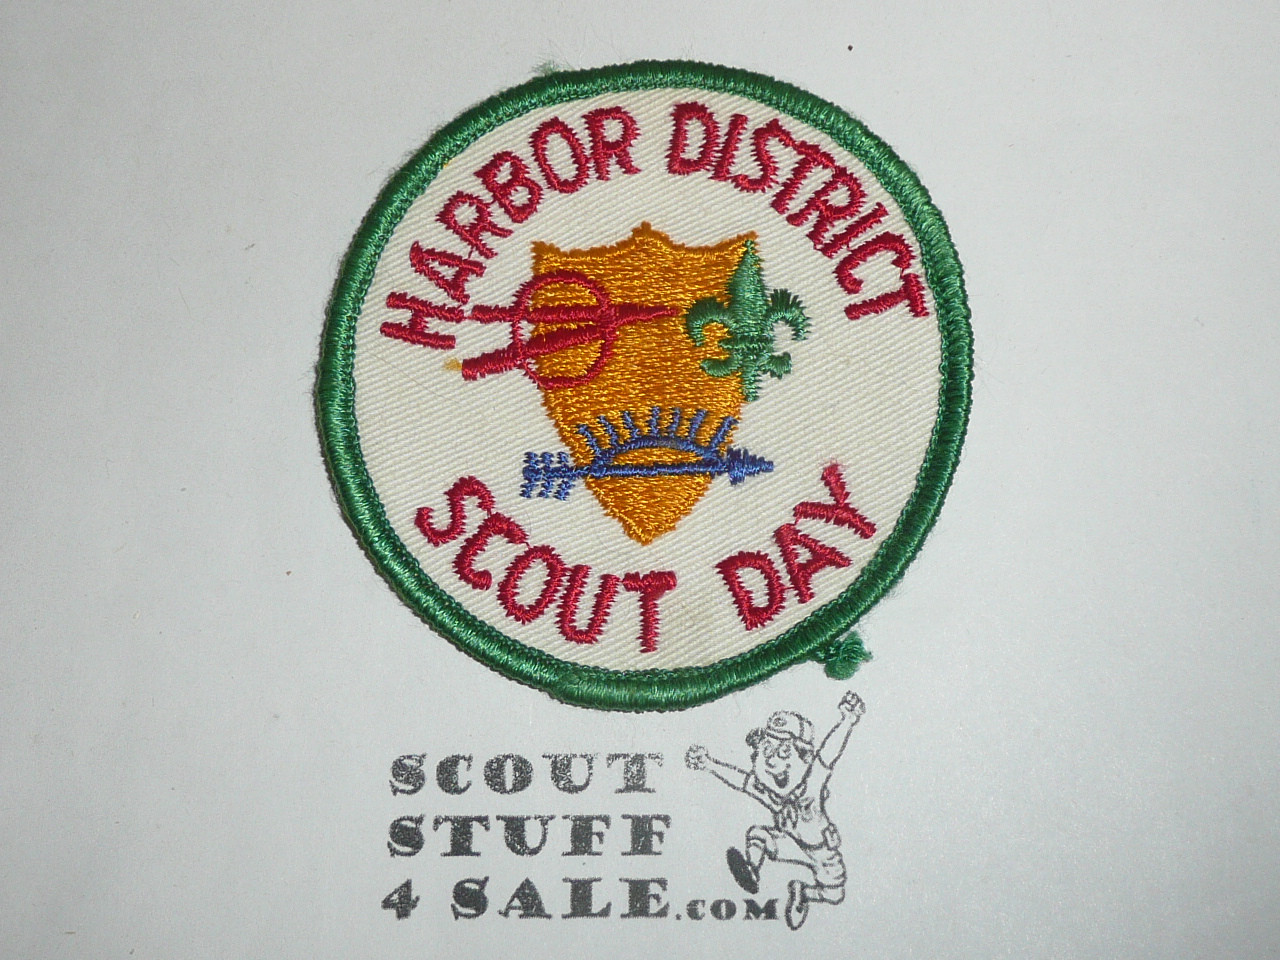 HARBOR DISTRICT
SCOUT DAY
SCOUT
STUFF
4 SALE.COM